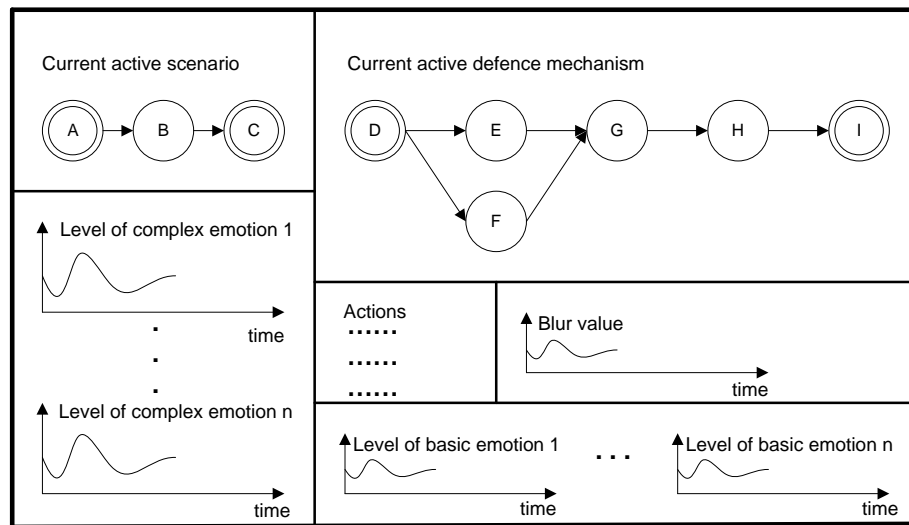 Current active scenario
A
B
C
Current active defence mechanism
D
E
G
H
I
F
Level of complex emotion 1
time
.
.
.
Level of complex emotion n
time
Actions
......
......
......
Blur value
time
Level of basic emotion 1
time
...
Level of basic emotion n
time